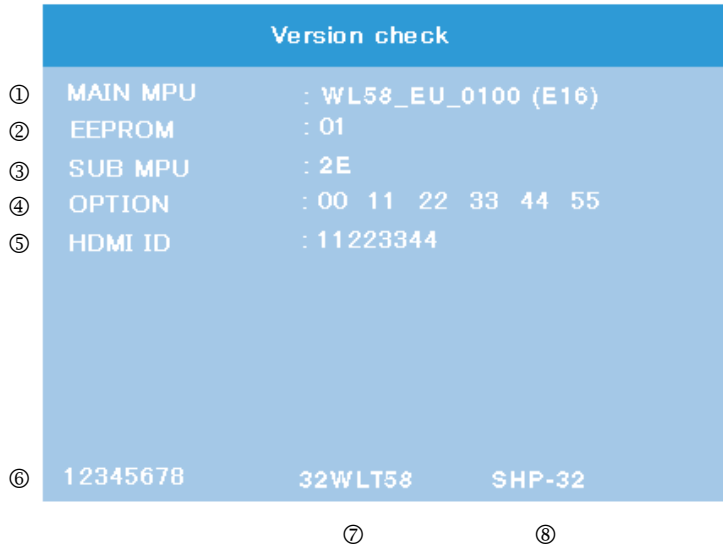 Version check
① MAIN MPU : WL58_EU_0100 (E16)
② EEPROM : 01
③ SUB MPU : 2E
④ OPTION : 00 11 22 33 44 55
⑤ HDMI ID : 11223344
⑥ 12345678 32WLT58 SHP-32
⑦ ⑧